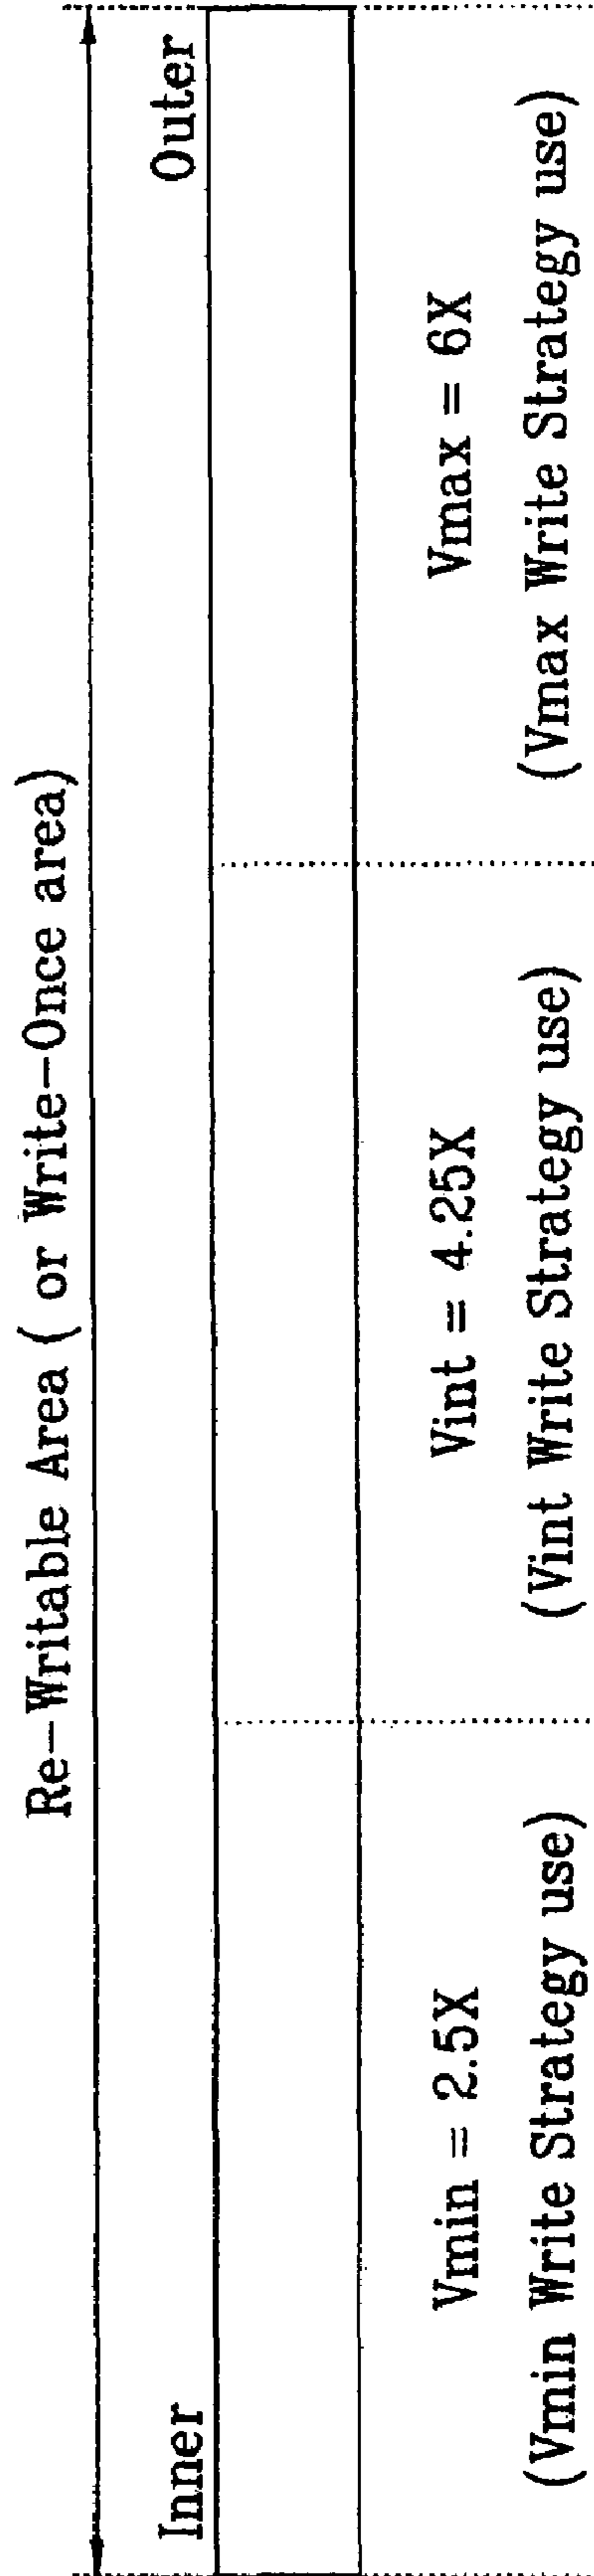 Re-Writable Area ( or Write-Once area)
Inner
Outer
Vmin = 2.5X
(Vmin Write Strategy use)
Vint = 4.25X
(Vint Write Strategy use)
Vmax = 6X
(Vmax Write Strategy use)